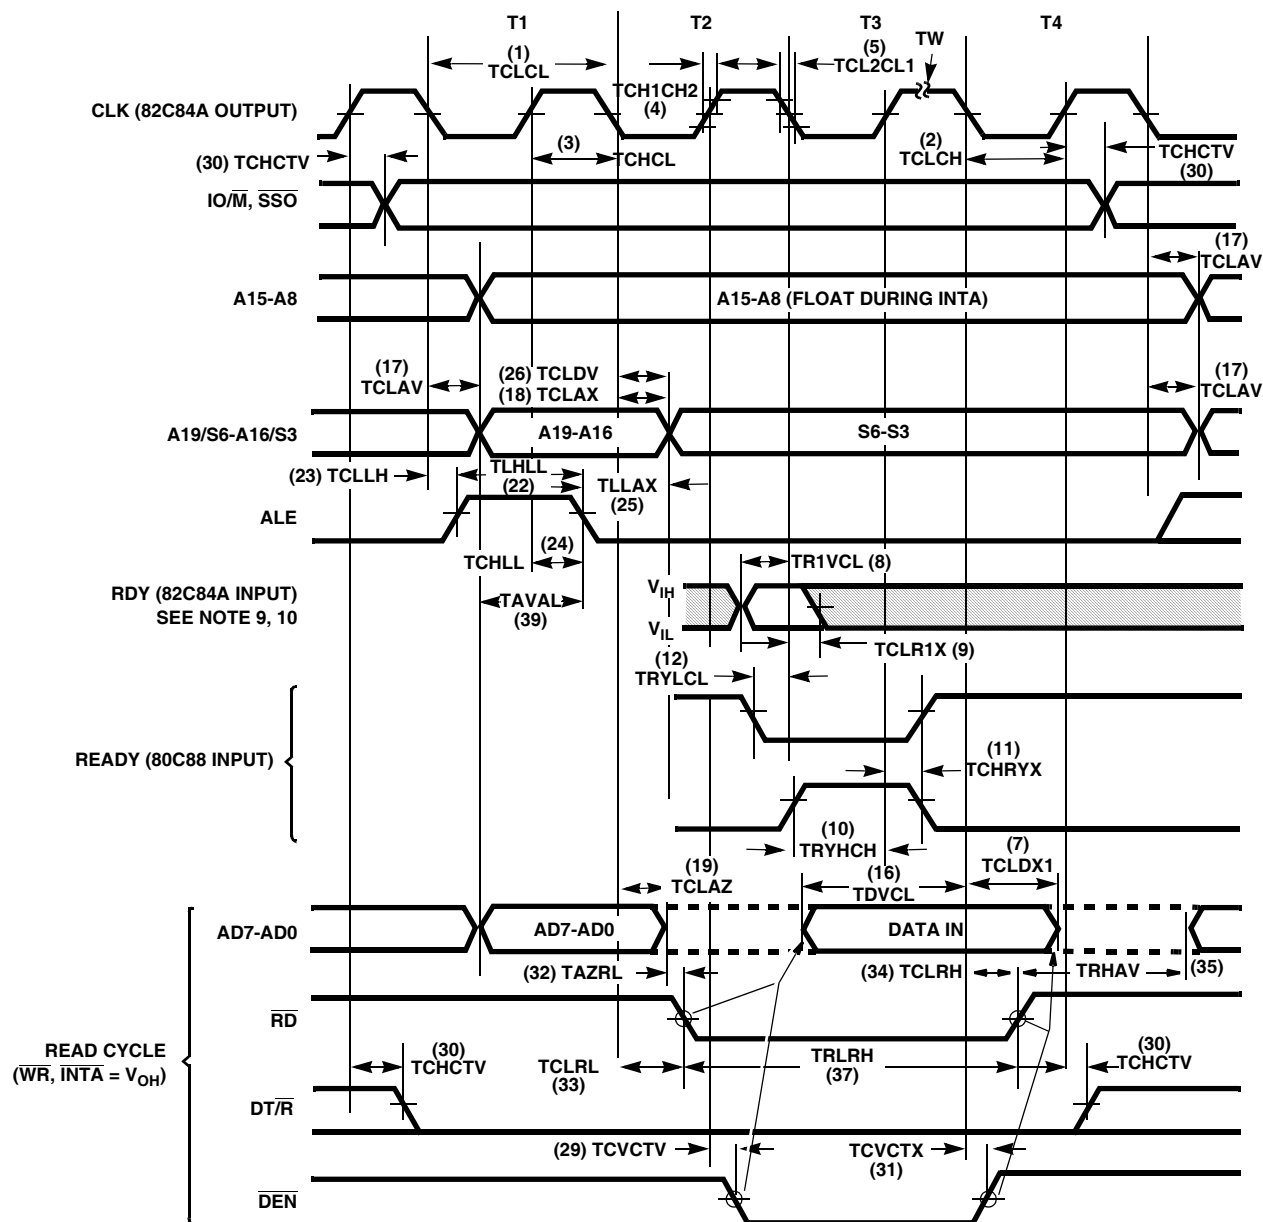 T1 T2 T3 T4
TW
(1)
TCLCL
TCH1CH2
(4)
(5)
TCL2CL1
CLK (82C84A OUTPUT)
(30) TCHCTV
(3)
TCHCL
(2)
TCLCH
TCHCTV
(30)
IO/M̅, S̅S̅O̅
(17)
TCLAV
A15-A8
A15-A8 (FLOAT DURING INTA)
(17)
TCLAV
(26) TCLDV
(18) TCLAX
(17)
TCLAV
A19/S6-A16/S3
A19-A16
S6-S3
(23) TCLLH
TLHLL
(22)
TLLAX
(25)
ALE
TCHLL
(24)
TR1VCL (8)
RDY (82C84A INPUT)
SEE NOTE 9, 10
VIH
VIL
TAVAL
(39)
TCLR1X (9)
(12)
TRYLCL
READY (80C88 INPUT)
(11)
TCHRYX
(10)
TRYHCH
(7)
TCLDX1
(19)
TCLAZ
(16)
TDVCL
AD7-AD0
AD7-AD0
DATA IN
(32) TAZRL
(34) TCLRH
TRHAV
(35)
R̅D̅
READ CYCLE
(W̅R̅, I̅N̅T̅A̅ = VOH)
(30)
TCHCTV
TCLRL
(33)
TRLRH
(37)
(30)
TCHCTV
DT/R̅
(29) TCVCTV
TCVCTX
(31)
D̅E̅N̅